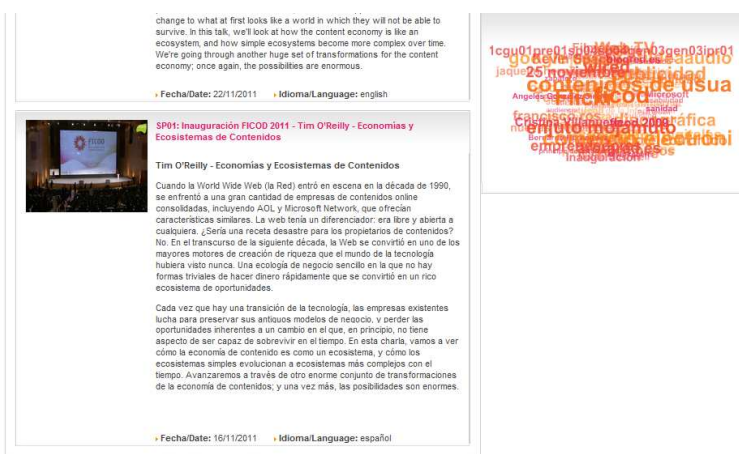 change to what at first looks like a world in which they will not be able to
survive. In this talk, we'll look at how the content economy is like an
ecosystem, and how simple ecosystems become more complex over time.
We're going through another huge set of transformations for the content
economy; once again, the possibilities are enormous.
Fecha/Date: 22/11/2011 Idioma/Language: english
SP01: Inauguración FICOD 2011 - Tim O'Reilly - Economías y
Ecosistemas de Contenidos
Tim O'Reilly - Economías y Ecosistemas de Contenidos
Cuando la World Wide Web (la Red) entró en escena en la década de 1990,
se enfrentó a una gran cantidad de empresas de contenidos online
consolidadas, incluyendo AOL y Microsoft Network, que ofrecían
características similares. La web tenía un diferenciador: era libre y abierta a
cualquiera. ¿Sería una receta desastre para los propietarios de contenidos?
No. En el transcurso de la siguiente década, la Web se convirtió en uno de los
mayores motores de creación de riqueza que el mundo de la tecnología
hubiera visto nunca. Una ecología de negocio sencillo en la que no hay
formas triviales de hacer dinero rápidamente que se convirtió en un rico
ecosistema de oportunidades.
Cada vez que hay una transición de la tecnología, las empresas existentes
lucha para preservar sus antiguos modelos de negocio, y perder las
oportunidades inherentes a un cambio en el que, en principio, no tiene
aspecto de ser capaz de sobrevivir en el tiempo. En esta charla, vamos a ver
cómo la economía de contenido es como un ecosistema, y cómo los
ecosistemas simples evolucionan a ecosistemas más complejos con el
tiempo. Avanzaremos a través de otro enorme conjunto de transformaciones
de la economía de contenidos; y una vez más, las posibilidades son enormes.
Fecha/Date: 16/11/2011 Idioma/Language: español
FICOD
Web TV
1cgu01pre01sp04sp04gen03gen03ipr01
25 noviembre
contenidos de usua
ficod
Microsoft
sanidad
enjuto mojamuto
Inauguración